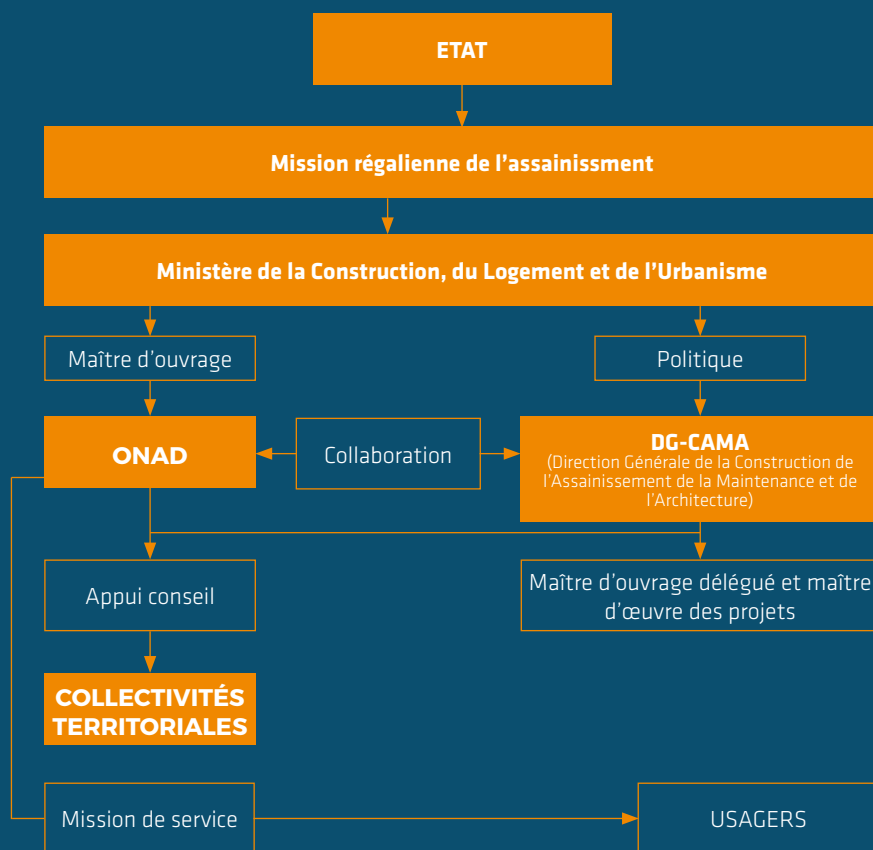 ETAT
Mission régalienne de l'assainissment
Ministère de la Construction, du Logement et de l'Urbanisme
Maître d'ouvrage
Politique
ONAD
Collaboration
DG-CAMA
(Direction Générale de la Construction de
l'Assainissement de la Maintenance et de
l'Architecture)
Appui conseil
Maître d'ouvrage délégué et maître
d'œuvre des projets
COLLECTIVITÉS
TERRITORIALES
Mission de service
USAGERS